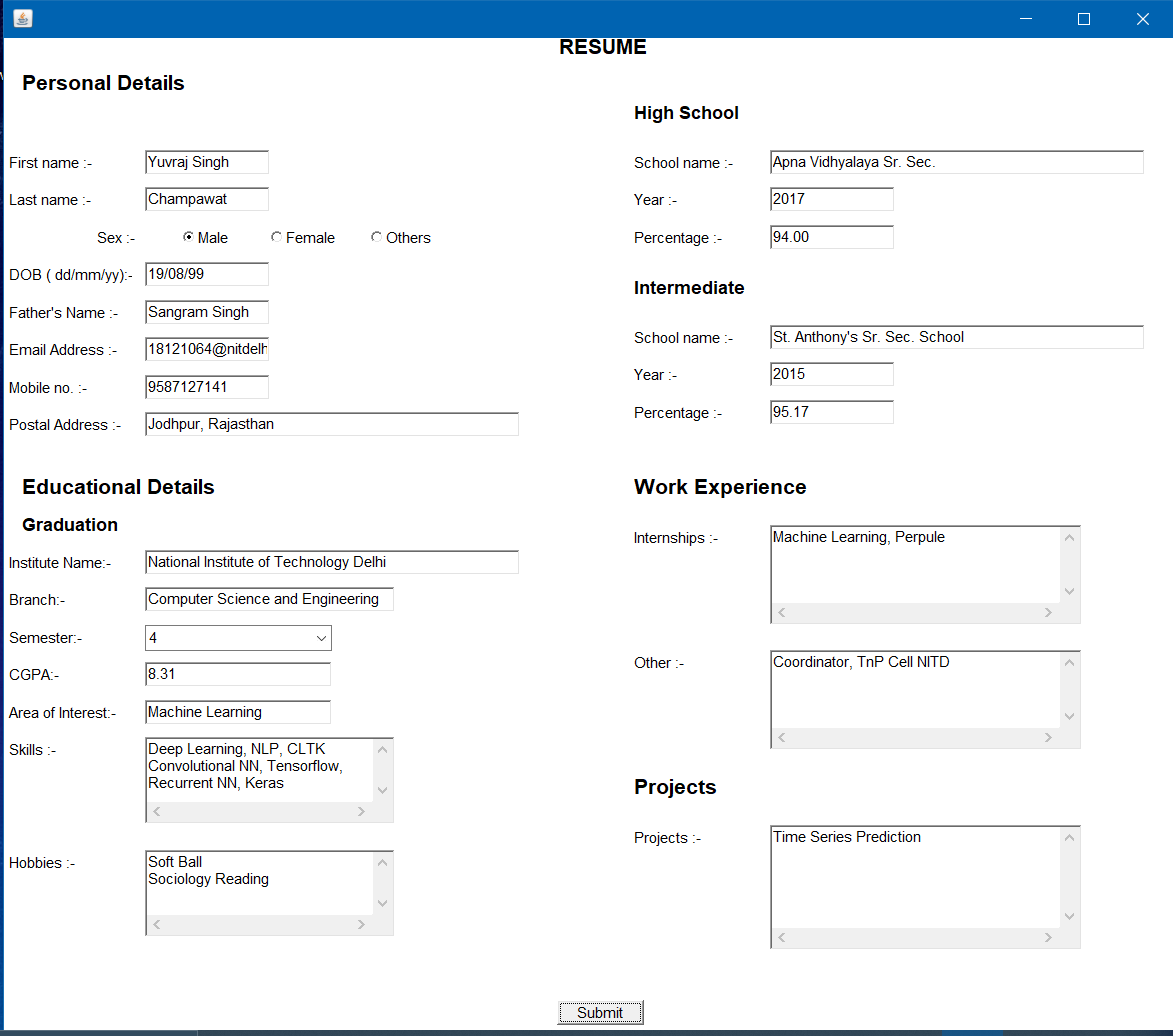 RESUME
Personal Details
First name :- Yuvraj Singh
Last name :- Champawat
Sex :- Male Female Others
DOB ( dd/mm/yy):- 19/08/99
Father's Name :- Sangram Singh
Email Address :- 18121064@nitdelh
Mobile no. :- 9587127141
Postal Address :- Jodhpur, Rajasthan
High School
School name :- Apna Vidhyalaya Sr. Sec.
Year :- 2017
Percentage :- 94.00
Intermediate
School name :- St. Anthony's Sr. Sec. School
Year :- 2015
Percentage :- 95.17
Educational Details
Graduation
Institute Name:- National Institute of Technology Delhi
Branch:- Computer Science and Engineering
Semester:- 4
CGPA:- 8.31
Area of Interest:- Machine Learning
Skills :- Deep Learning, NLP, CLTK
Convolutional NN, Tensorflow,
Recurrent NN, Keras
Hobbies :- Soft Ball
Sociology Reading
Work Experience
Internships :- Machine Learning, Perpule
Other :- Coordinator, TnP Cell NITD
Projects
Projects :- Time Series Prediction
Submit